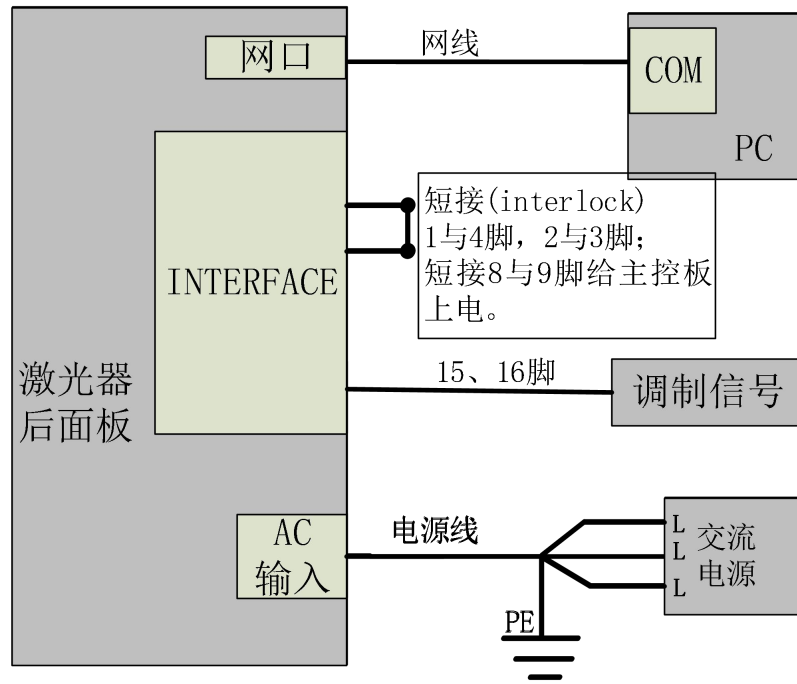 网口
网线
COM
PC
INTERFACE
短接(interlock)
1与4脚，2与3脚；
短接8与9脚给主控板
上电。
激光器
后面板
15、16脚
调制信号
AC
输入
电源线
L
L
L
交流
电源
PE